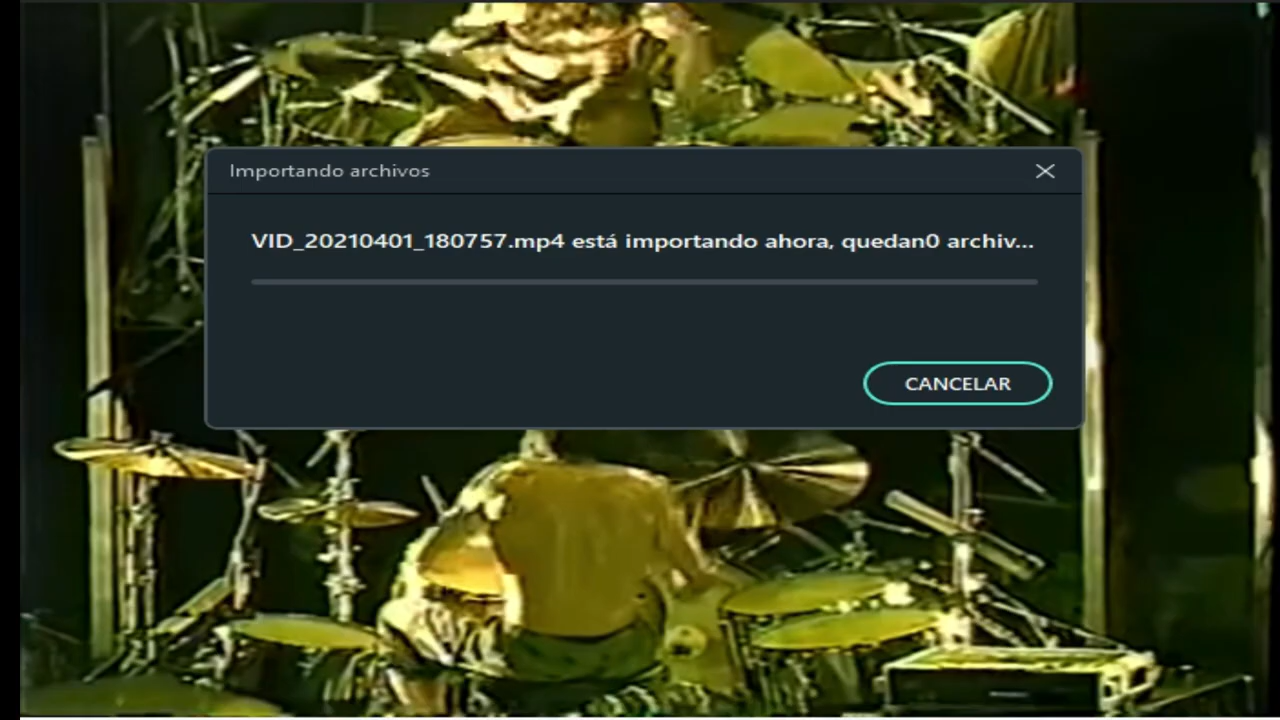 Importando archivos
VID_20210401_180757.mp4 está importando ahora, quedan0 archiv...
CANCELAR